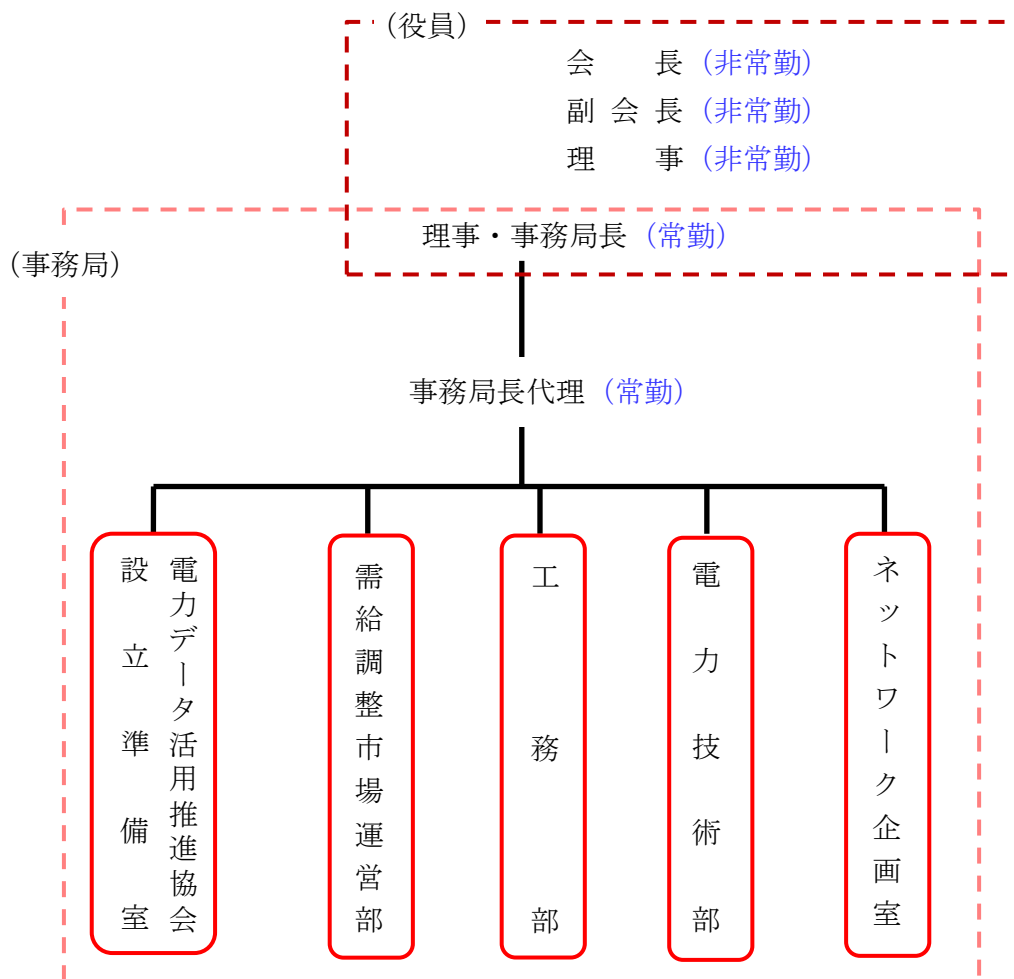 （役員）
会長（非常勤）
副会長（非常勤）
理事（非常勤）
理事・事務局長（常勤）
（事務局）
事務局長代理（常勤）
ネットワーク企画室
電力技術部
工務部
需給調整市場運営部
電力データ活用推進協会
設立準備室